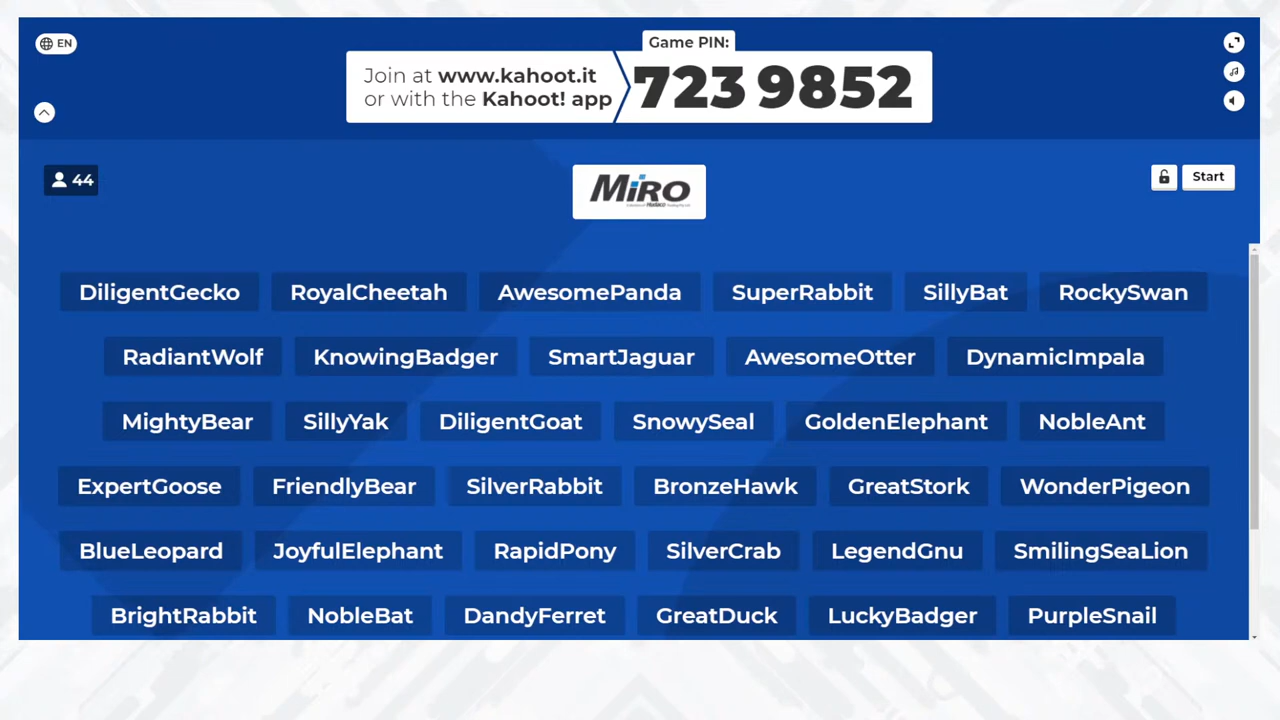 EN
Game PIN:
Join at www.kahoot.it
or with the Kahoot! app
723 9852
44
MiRO
Start
DiligentGecko RoyalCheetah AwesomePanda SuperRabbit SillyBat RockySwan
RadiantWolf KnowingBadger SmartJaguar AwesomeOtter DynamicImpala
MightyBear SillyYak DiligentGoat SnowySeal GoldenElephant NobleAnt
ExpertGoose FriendlyBear SilverRabbit BronzeHawk GreatStork WonderPigeon
BlueLeopard JoyfulElephant RapidPony SilverCrab LegendGnu SmilingSeaLion
BrightRabbit NobleBat DandyFerret GreatDuck LuckyBadger PurpleSnail